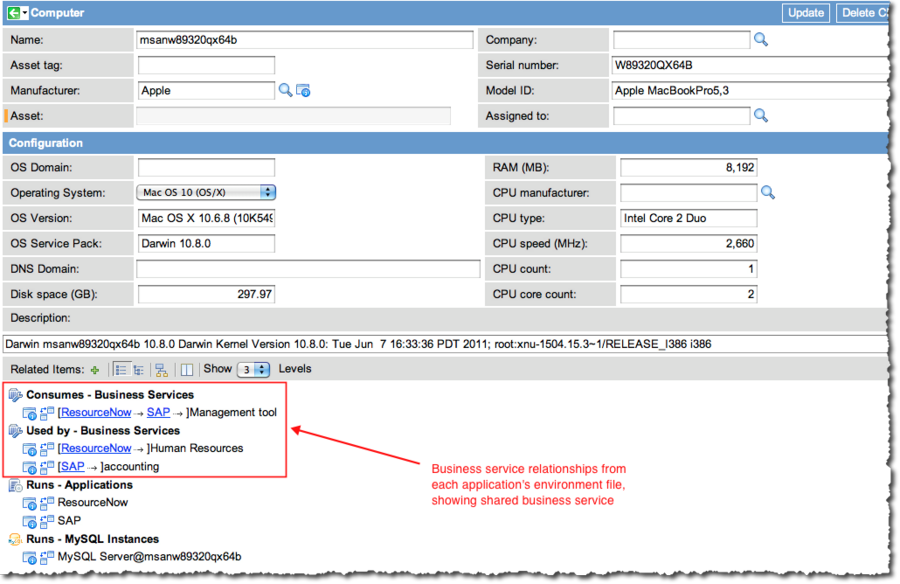 Computer Update Delete C
Name: msanw89320qx64b Company:
Asset tag: Serial number: W89320QX64B
Manufacturer: Apple Model ID: Apple MacBookPro5,3
Asset: Assigned to:
Configuration
OS Domain: RAM (MB): 8,192
Operating System: Mac OS 10 (OS/X) CPU manufacturer:
OS Version: Mac OS X 10.6.8 (10K549 CPU type: Intel Core 2 Duo
OS Service Pack: Darwin 10.8.0 CPU speed (MHz): 2,660
DNS Domain: CPU count: 1
Disk space (GB): 297.97 CPU core count: 2
Description:
Darwin msanw89320qx64b 10.8.0 Darwin Kernel Version 10.8.0: Tue Jun 7 16:33:36 PDT 2011; root:xnu-1504.15.3~1/RELEASE_I386 i386
Related Items: Show 3 Levels
Consumes - Business Services
[ResourceNow → SAP → ]Management tool
Used by - Business Services
[ResourceNow → ]Human Resources
[SAP → ]accounting
Business service relationships from
each application's environment file,
showing shared business service
Runs - Applications
ResourceNow
SAP
Runs - MySQL Instances
MySQL Server@msanw89320qx64b